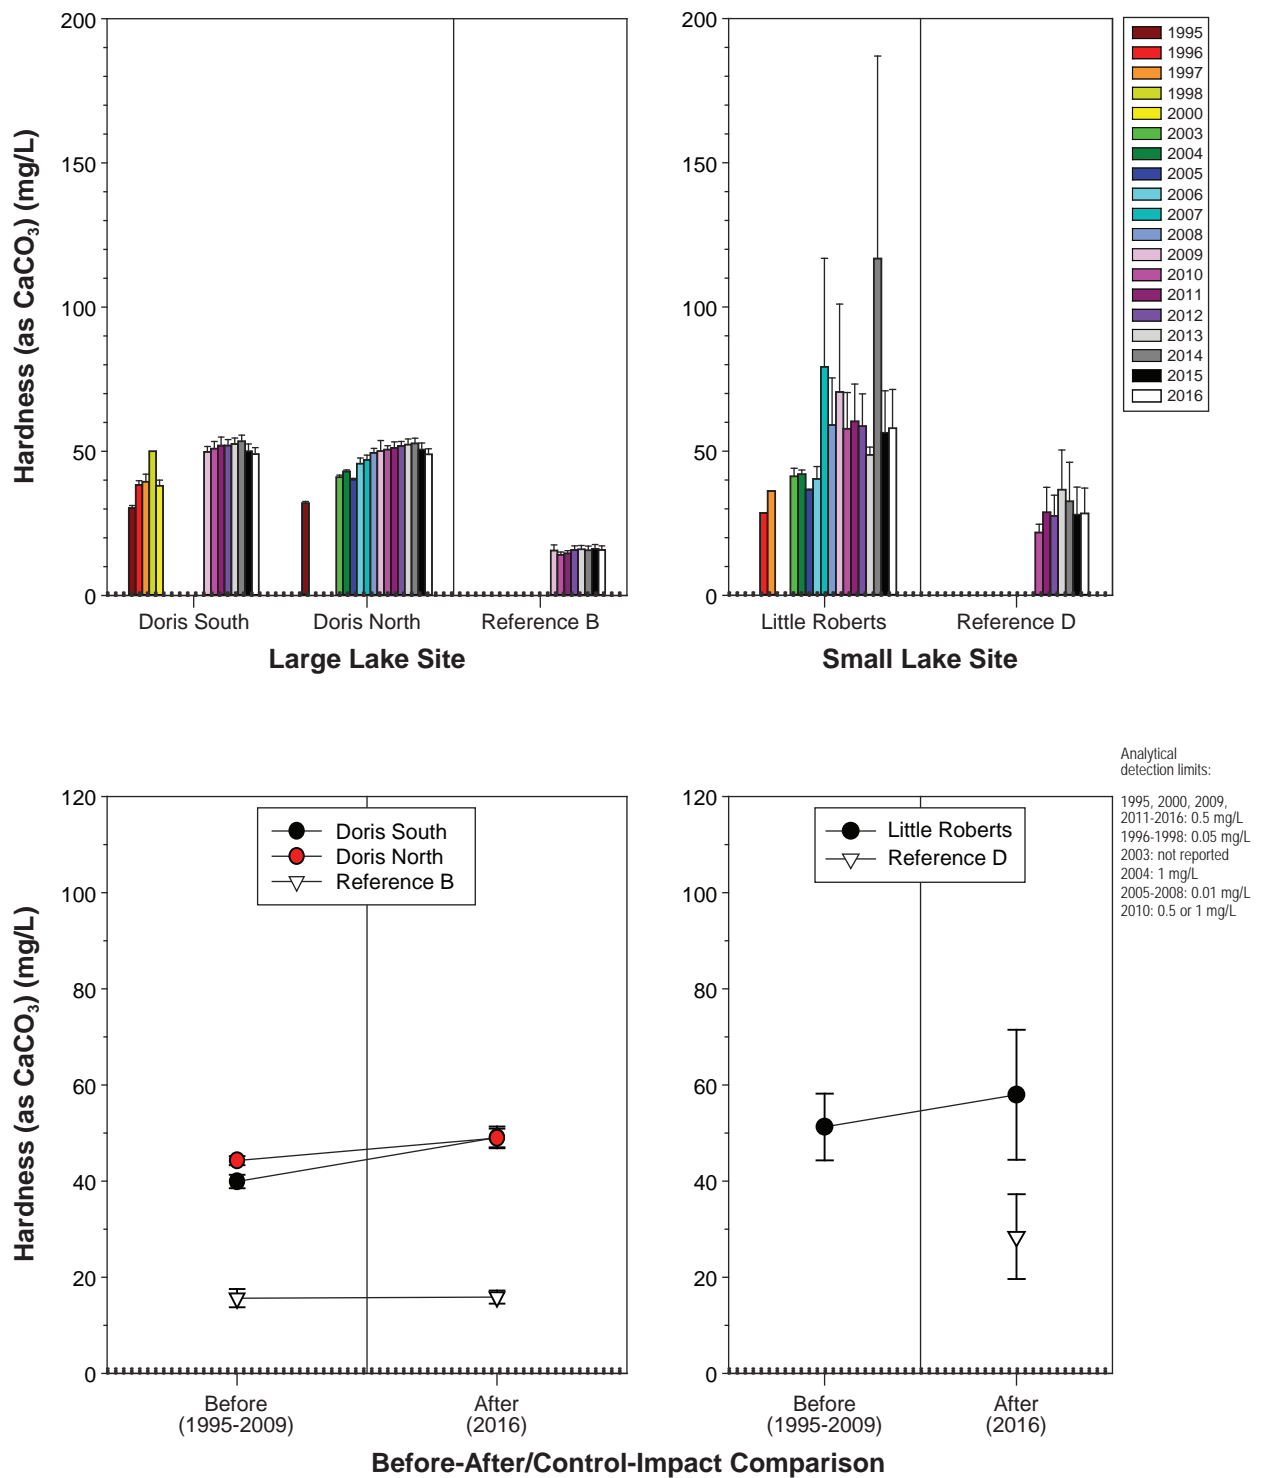 Hardness (as CaCO3) (mg/L)
200
150
100
50
0
Doris South
Doris North
Reference B
Large Lake Site
200
150
100
50
0
Little Roberts
Reference D
Small Lake Site
1995
1996
1997
1998
2000
2003
2004
2005
2006
2007
2008
2009
2010
2011
2012
2013
2014
2015
2016
Analytical
detection limits:
1995, 2000, 2009,
2011-2016: 0.5 mg/L
1996-1998: 0.05 mg/L
2003: not reported
2004: 1 mg/L
2005-2008: 0.01 mg/L
2010: 0.5 or 1 mg/L
Hardness (as CaCO3) (mg/L)
120
100
80
60
40
20
0
Doris South
Doris North
Reference B
Before
(1995-2009)
After
(2016)
120
100
80
60
40
20
0
Little Roberts
Reference D
Before
(1995-2009)
After
(2016)
Before-After/Control-Impact Comparison